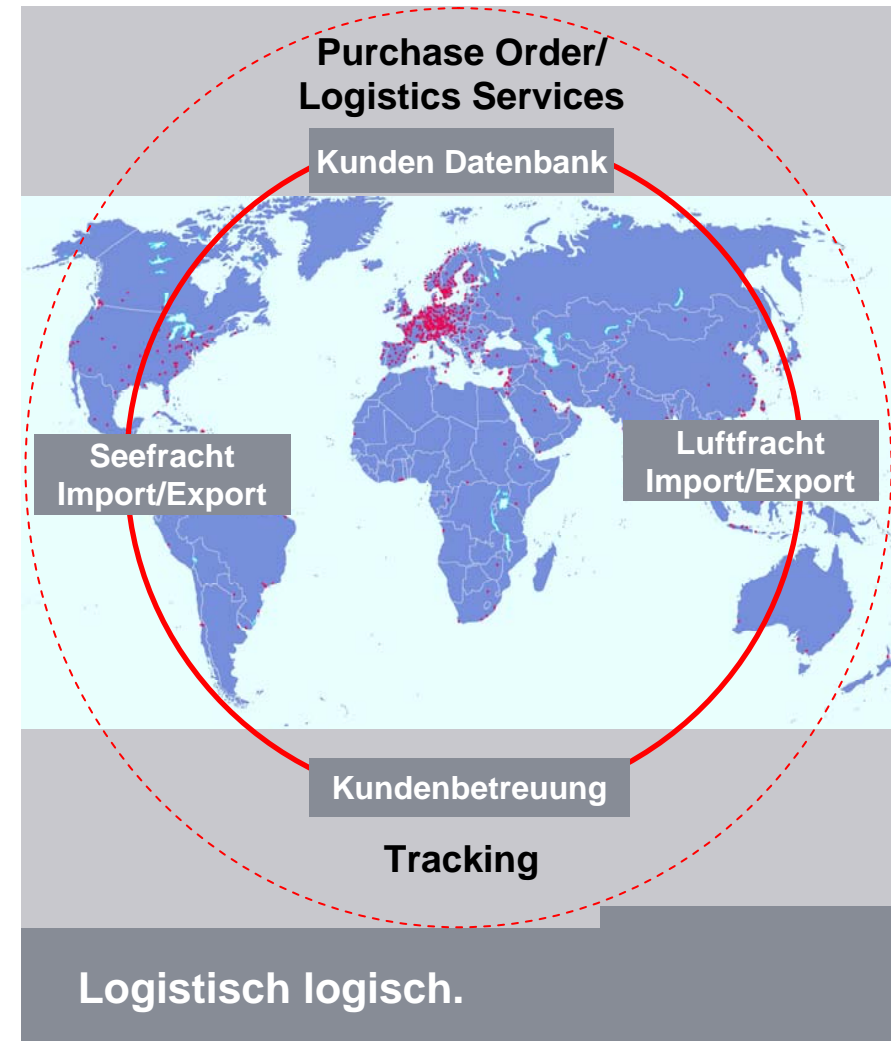 Purchase Order/
Logistics Services
Kunden Datenbank
Seefracht
Import/Export
Luftfracht
Import/Export
Kundenbetreuung
Tracking
Logistisch logisch.